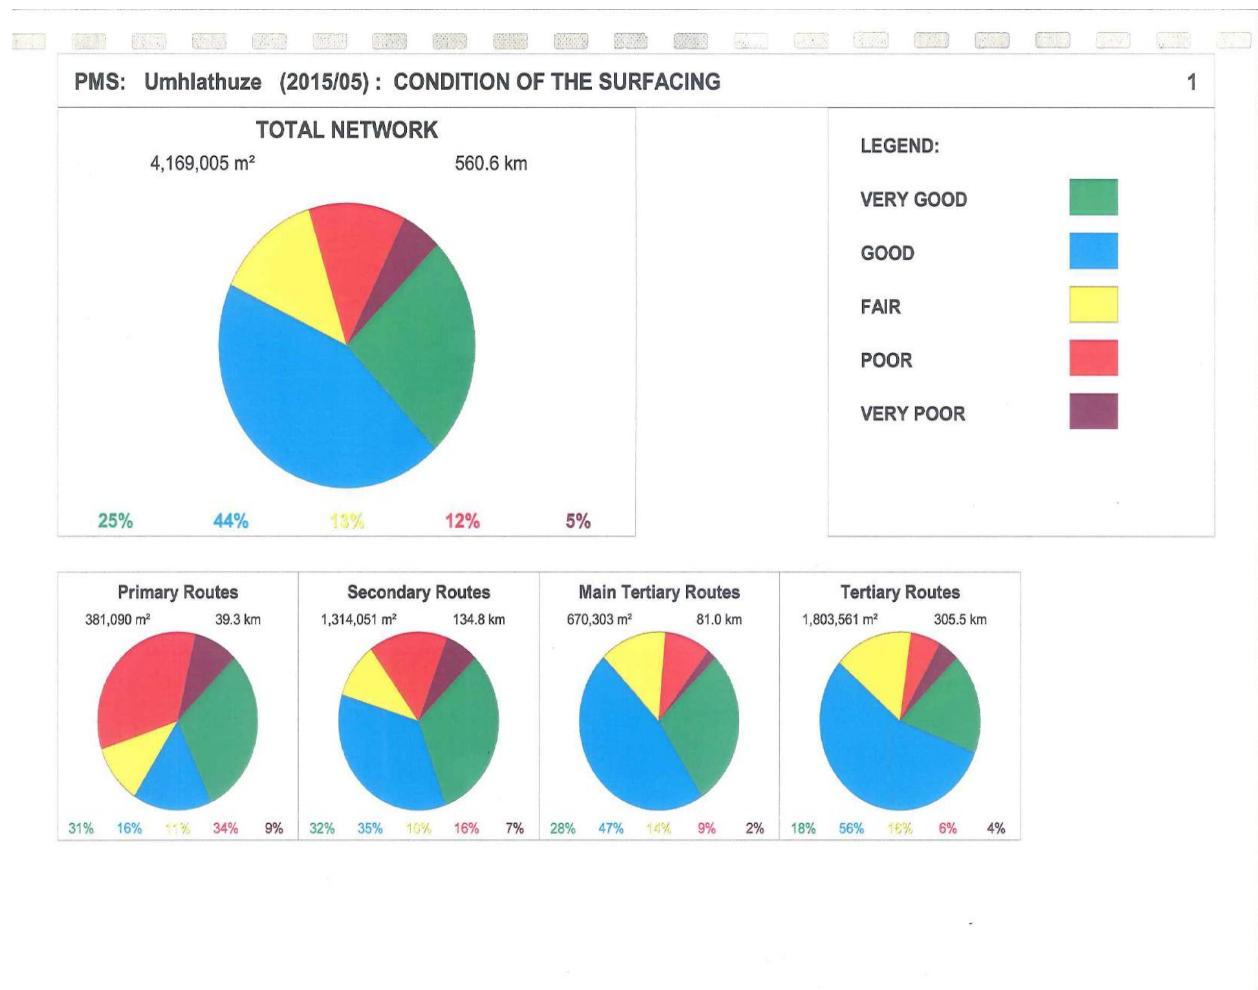 PMS: Umhlathuze (2015/05) : CONDITION OF THE SURFACING 1
TOTAL NETWORK
4,169,005 m² 560.6 km
25% 44% 13% 12% 5%
LEGEND:
VERY GOOD
GOOD
FAIR
POOR
VERY POOR
Primary Routes
381,090 m² 39.3 km
31% 16% 11% 34% 9%
Secondary Routes
1,314,051 m² 134.8 km
32% 35% 10% 16% 7%
Main Tertiary Routes
670,303 m² 81.0 km
28% 47% 14% 9% 2%
Tertiary Routes
1,803,561 m² 305.5 km
18% 56% 16% 6% 4%